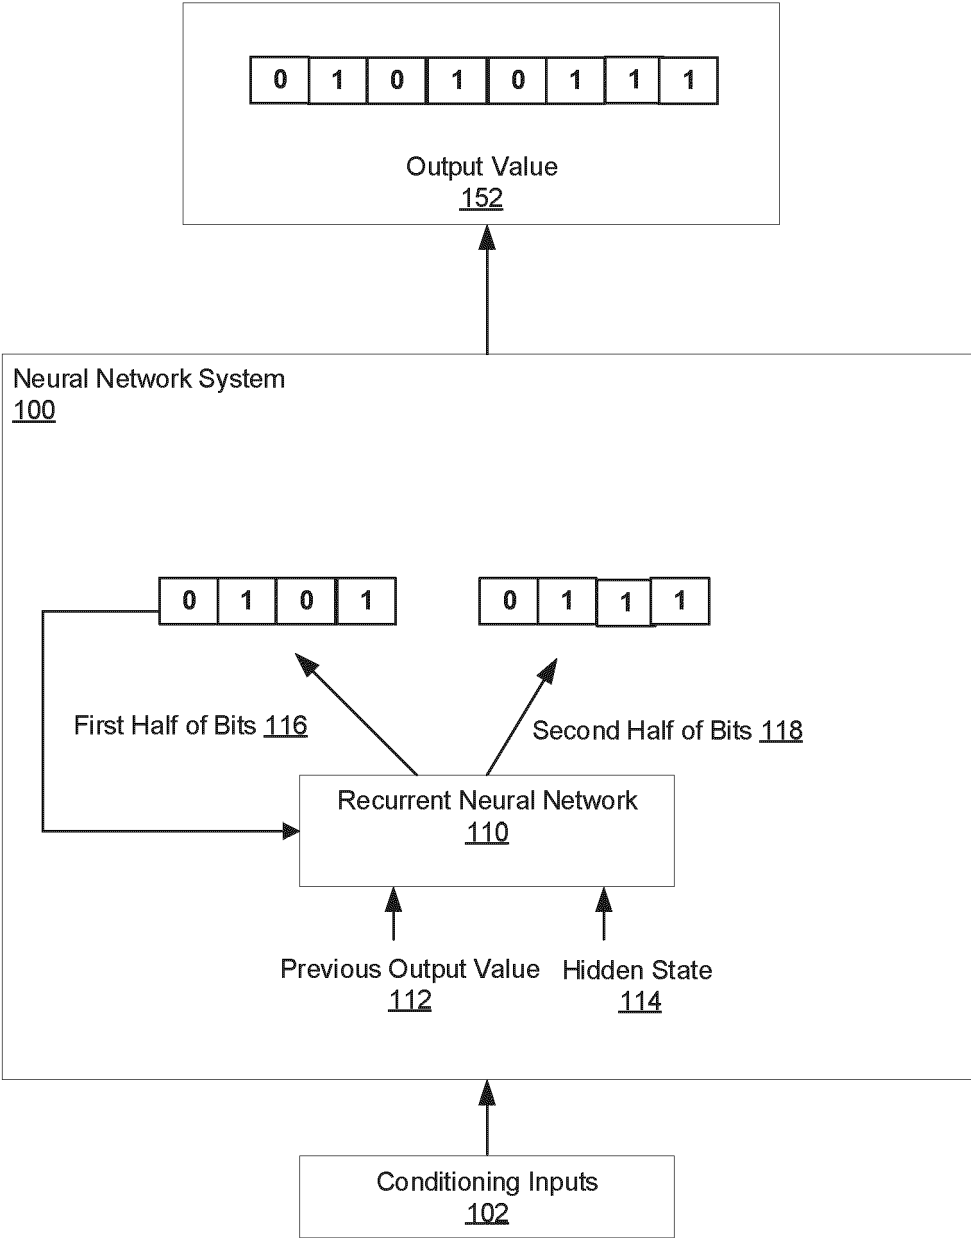 0 1 0 1 0 1 1 1
Output Value
152
Neural Network System
100
0 1 0 1
0 1 1 1
First Half of Bits 116
Second Half of Bits 118
Recurrent Neural Network
110
Previous Output Value
112
Hidden State
114
Conditioning Inputs
102